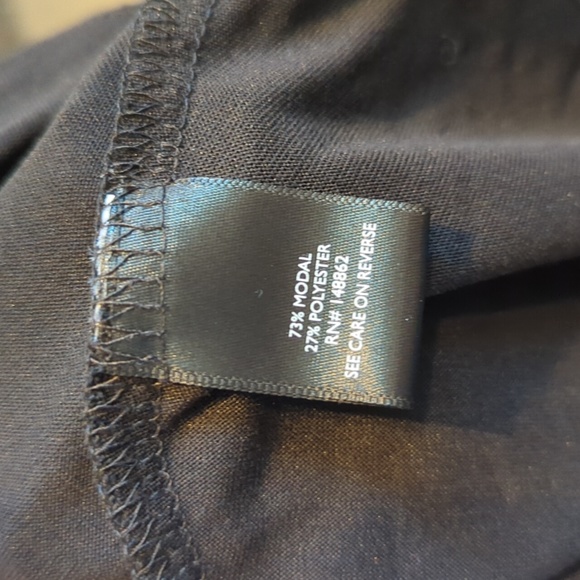 73% MODAL
27% POLYESTER
RN# 148862
SEE CARE ON REVERSE